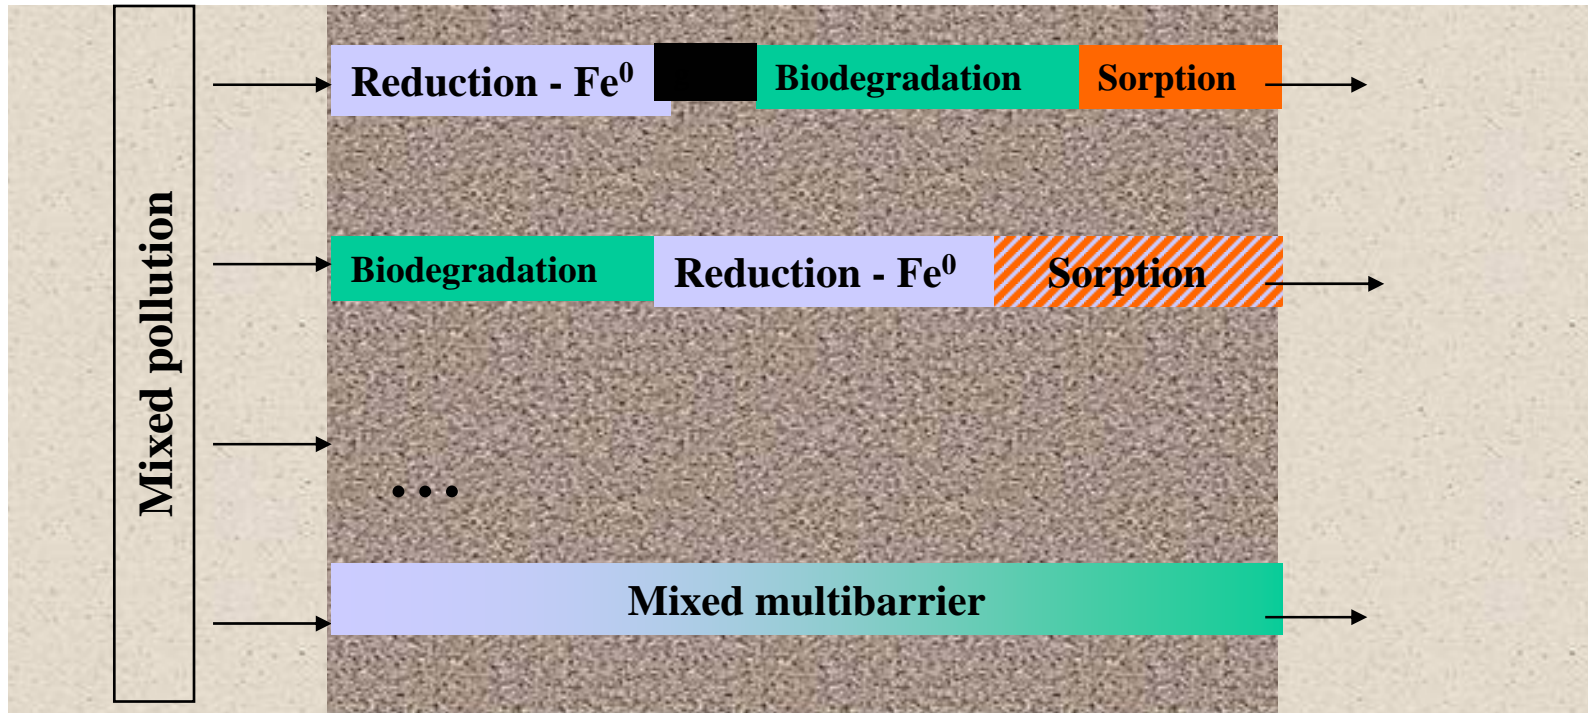 Mixed pollution
Reduction - Fe⁰
Biodegradation
Sorption
Biodegradation
Reduction - Fe⁰
Sorption
...
Mixed multibarrier